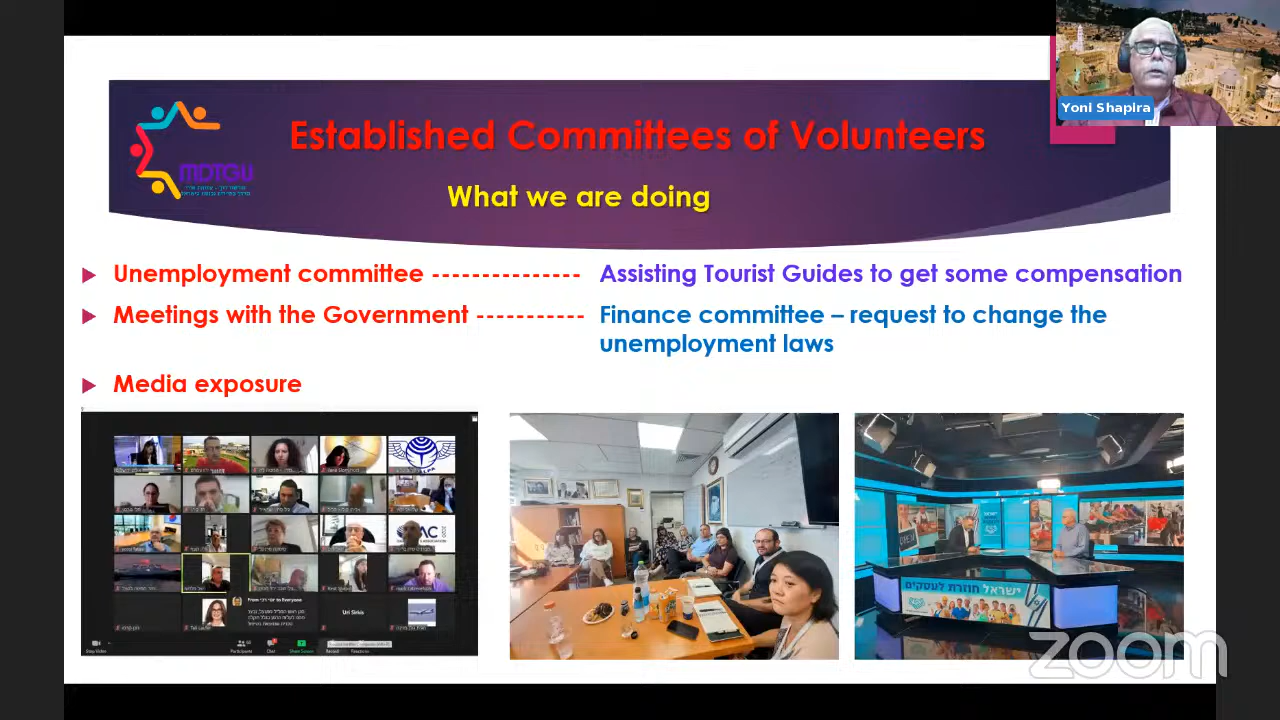 Yoni Shapira
MDTGU
Established Committees of Volunteers
What we are doing
Unemployment committee --------------- Assisting Tourist Guides to get some compensation
Meetings with the Government ----------- Finance committee – request to change the
unemployment laws
Media exposure
Uri Sirkis
ישראל חוזרת לעסקים
zoom